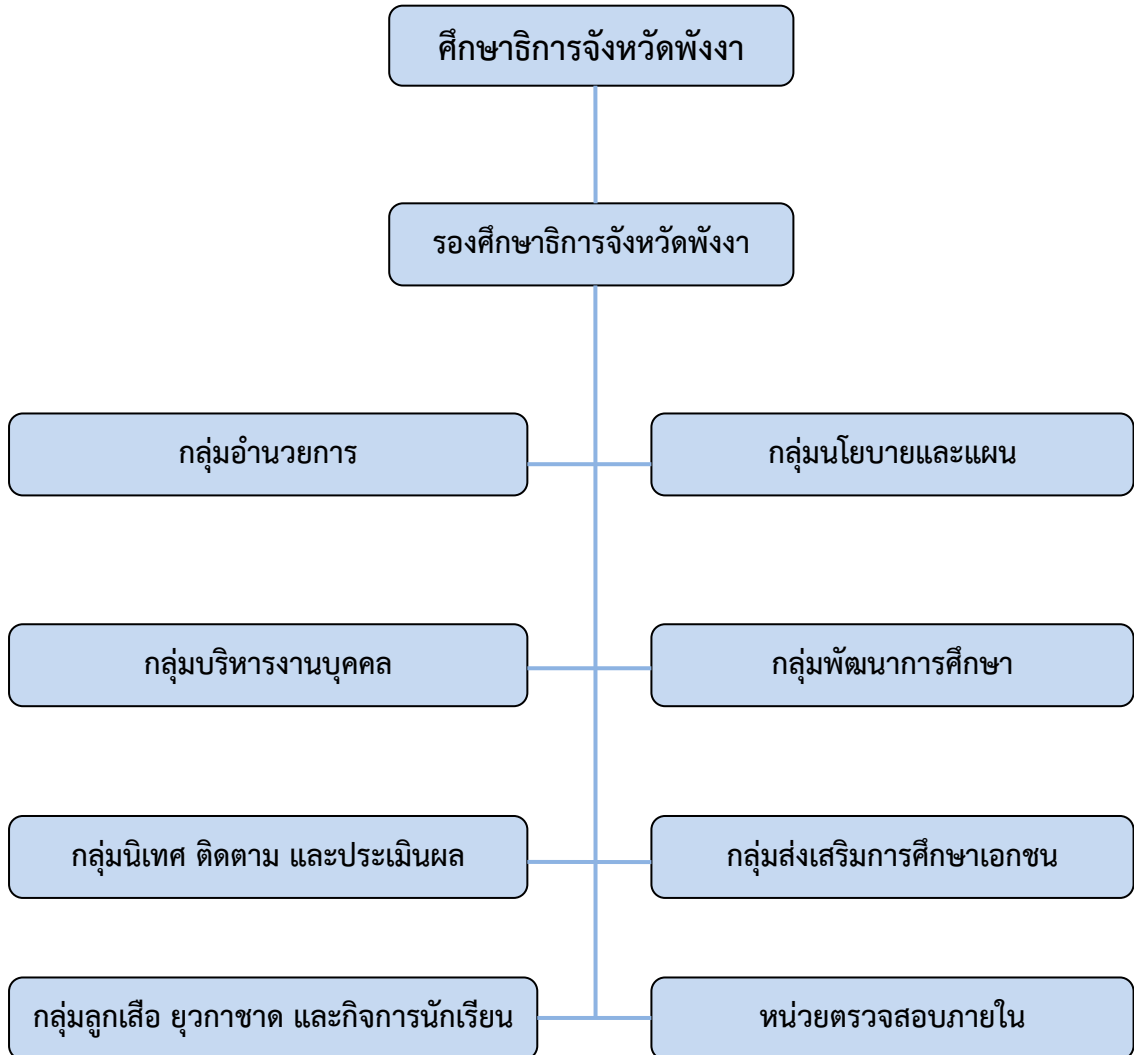 ศึกษาธิการจังหวัดพังงา
รองศึกษาธิการจังหวัดพังงา
กลุ่มอำนวยการ
กลุ่มนโยบายและแผน
กลุ่มบริหารงานบุคคล
กลุ่มพัฒนาการศึกษา
กลุ่มนิเทศ ติดตาม และประเมินผล
กลุ่มส่งเสริมการศึกษาเอกชน
กลุ่มลูกเสือ ยุวกาชาด และกิจการนักเรียน
หน่วยตรวจสอบภายใน